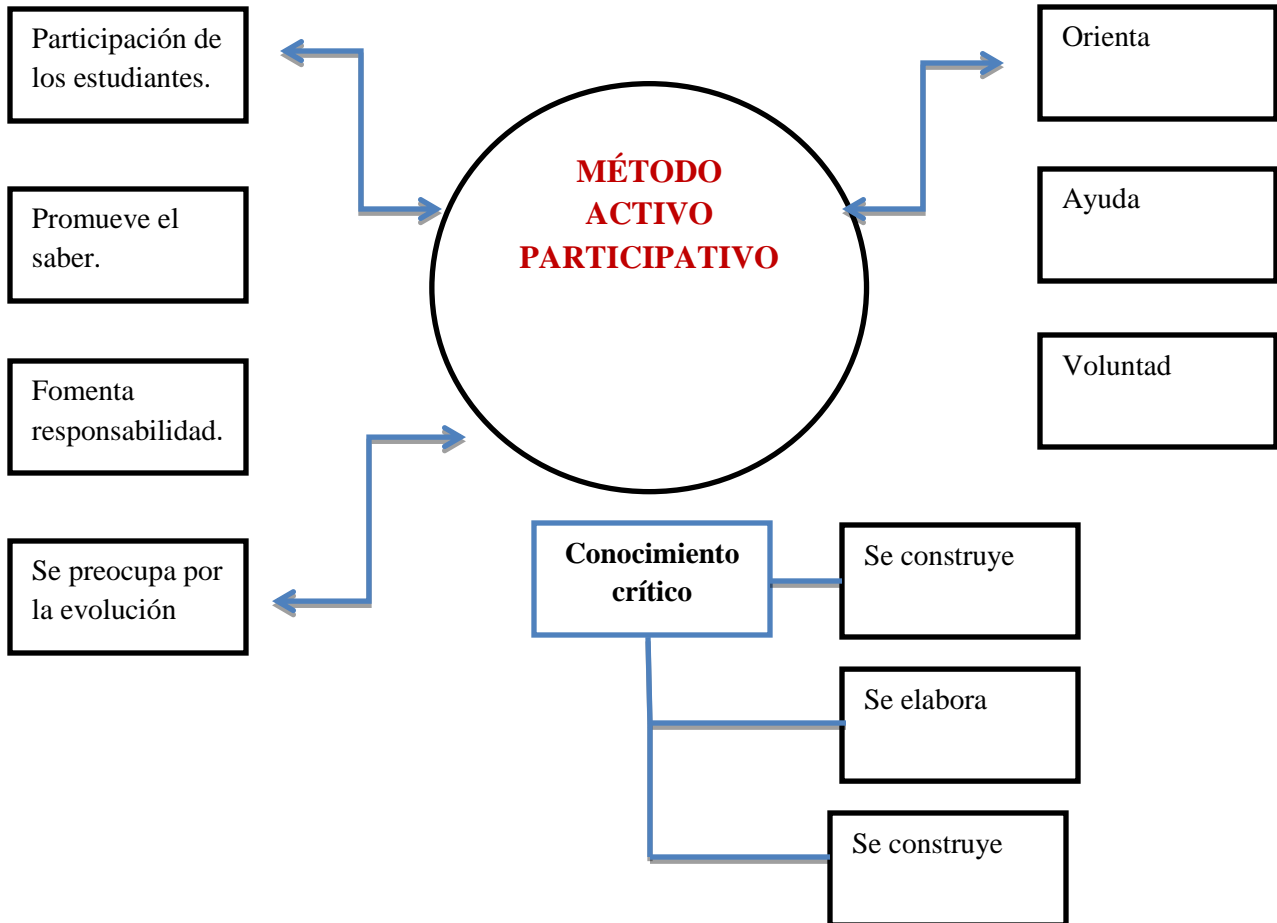 Participación de
los estudiantes.
Promueve el
saber.
Fomenta
responsabilidad.
Se preocupa por
la evolución
MÉTODO
ACTIVO
PARTICIPATIVO
Orienta
Ayuda
Voluntad
Conocimiento
crítico
Se construye
Se elabora
Se construye